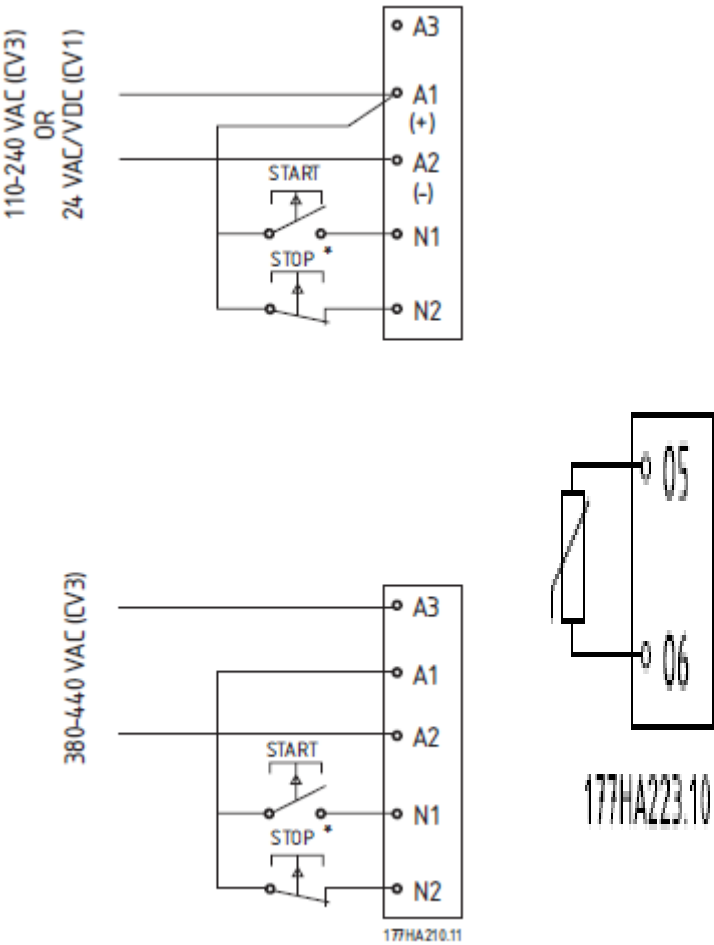 110-240 VAC (CV3)
OR
24 VAC/VDC (CV1)
A3
A1
(+)
A2
(-)
START
N1
STOP *
N2
380-440 VAC (CV3)
A3
A1
A2
START
N1
STOP *
N2
177HA210.11
05
06
177HA223.10